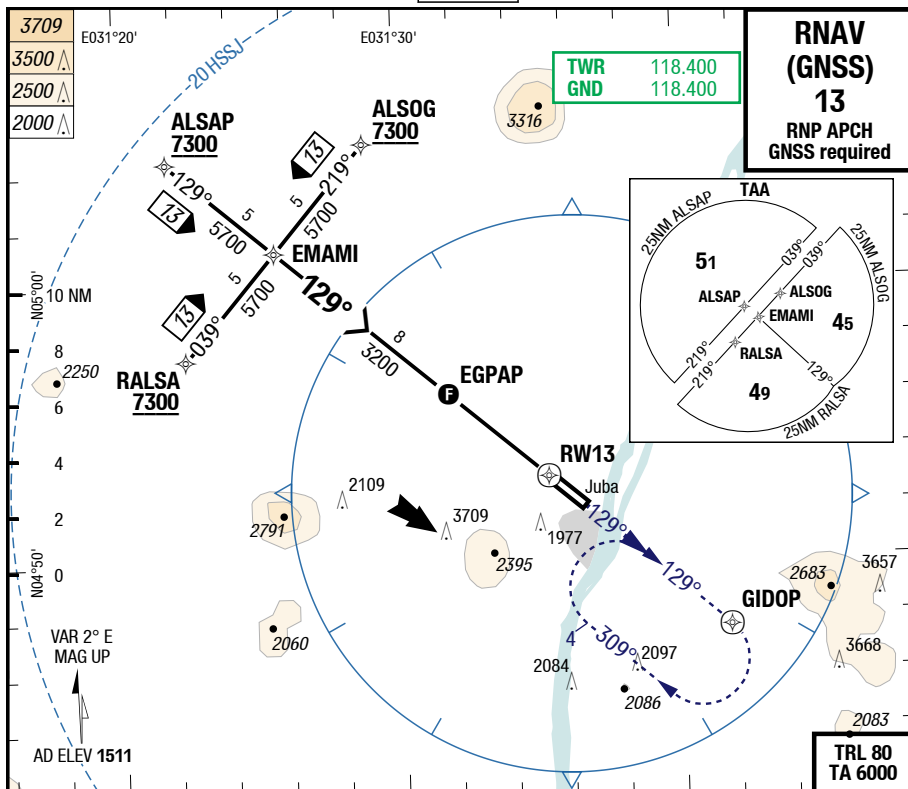 3709
3500
2500
2000
E031°20'
E031°30'
20 HSSJ
TWR 118.400
GND 118.400
RNAV
(GNSS)
13
RNP APCH
GNSS required
ALSAP
7300
ALSOG
7300
3316
129°
5
5700
13
219°
5
5700
13
EMAMI
039°
5
5700
13
RALSA
7300
129°
8
3200
EGPAP
F
RW13
Juba
TAA
25NM ALSAP
25NM ALSOG
25NM RALSA
51
45
49
039°
039°
ALSAP
ALSOG
EMAMI
RALSA
219°
219°
129°
N05°00'
10 NM
8
6
4
2
0
N04°50'
2250
2109
2791
3709
2395
1977
2060
129°
129°
GIDOP
309°
4
2084
2097
2086
2683
3657
3668
2083
VAR 2° E
MAG UP
AD ELEV 1511
TRL 80
TA 6000